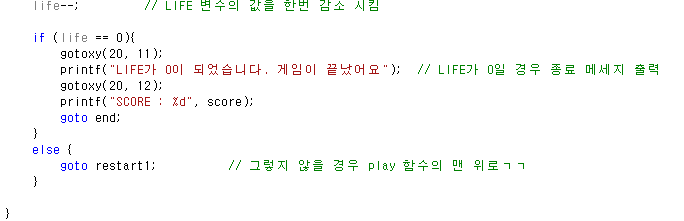 life--;          // LIFE 변수의 값을 한번 감소 시킴
if (life == 0){
gotoxy(20, 11);
printf("LIFE가 0이 되었습니다. 게임이 끝났어요");  // LIFE가 0일 경우 종료 메세지 출력
gotoxy(20, 12);
printf("SCORE : %d", score);
goto end;
}
else {
goto restart1;          // 그렇지 않을 경우 play 함수의 맨 위로ㄱㄱ
}
}